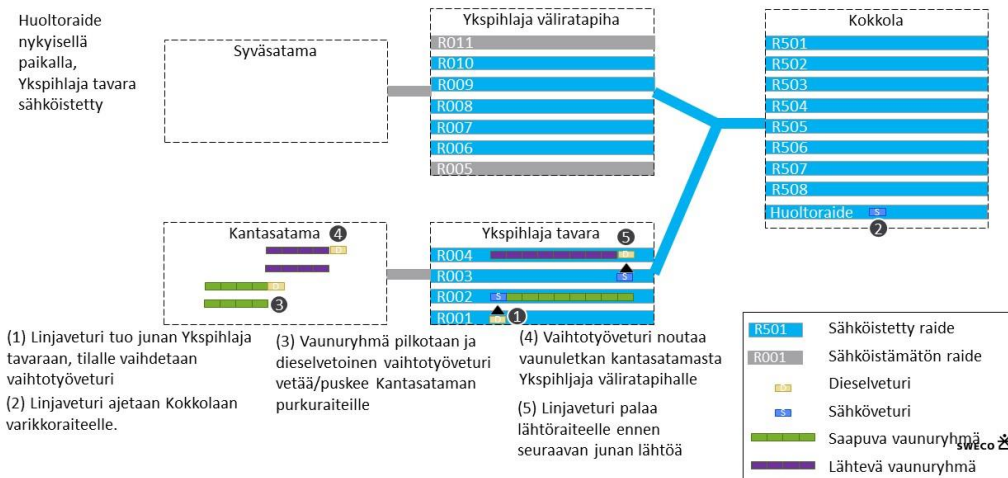 Huoltoraide
nykyisellä
paikalla,
Ykspihlaja tavara
sähköistetty
Syväsatama
Ykspihlaja väliratapiha
R011
R010
R009
R008
R007
R006
R005
Kokkola
R501
R502
R503
R504
R505
R506
R507
R508
Huoltoraide
S
2
Kantasatama
4
D
D
3
Ykspihlaja tavara
5
R004
D
R003
S
R002
S
R001
D
1
(1) Linjaveturi tuo junan Ykspihlaja
tavaraan, tilalle vaihdetaan
vaihtotyöveturi
(2) Linjaveturi ajetaan Kokkolaan
varikkoraiteelle.
(3) Vaunuryhmä pilkotaan ja
dieselvetoinen vaihtotyöveturi
vetää/puskee Kantasataman
purkuraiteille
(4) Vaihtotyöveturi noutaa
vaunuletkan kantasatamasta
Ykspihljaja väliratapihalle
(5) Linjaveturi palaa
lähtöraiteelle ennen
seuraavan junan lähtöä
R501
Sähköistetty raide
R001
Sähköistämätön raide
D
Dieselveturi
S
Sähköveturi
Saapuva vaunuryhmä
Lähtevä vaunuryhmä
SWECO